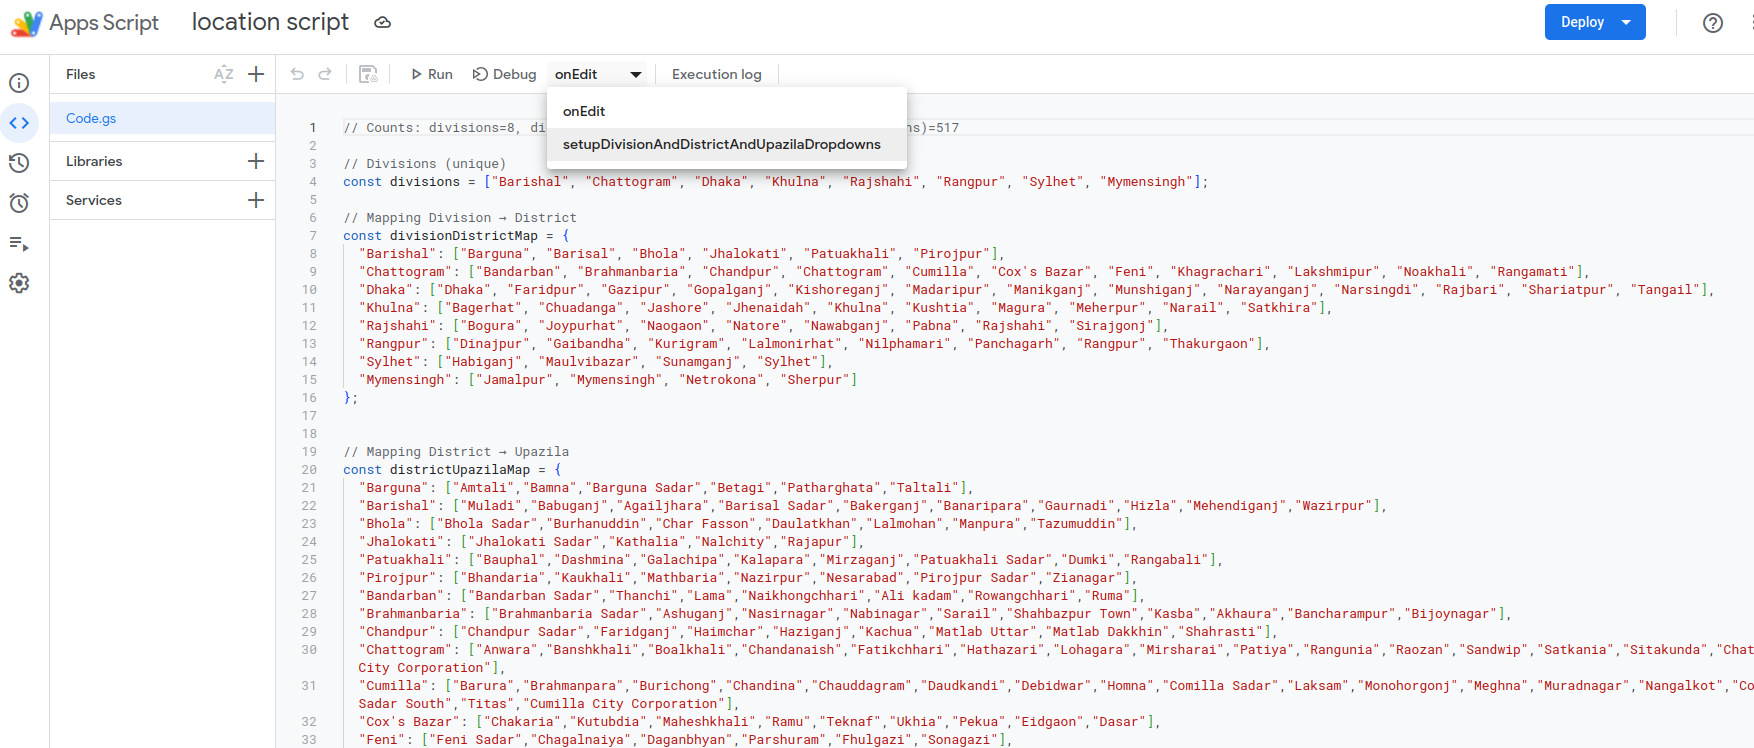 Apps Script
location script
Deploy
Files
AZ
Run
Debug
onEdit
Execution log
Code.gs
Libraries
Services
onEdit
setupDivisionAndDistrictAndUpazilaDropdowns
1 // Counts: divisions=8, di ns)=517
2
3 // Divisions (unique)
4 const divisions = ["Barishal", "Chattogram", "Dhaka", "Khulna", "Rajshahi", "Rangpur", "Sylhet", "Mymensingh"];
5
6 // Mapping Division → District
7 const divisionDistrictMap = {
8 "Barishal": ["Barguna", "Barisal", "Bhola", "Jhalokati", "Patuakhali", "Pirojpur"],
9 "Chattogram": ["Bandarban", "Brahmanbaria", "Chandpur", "Chattogram", "Cumilla", "Cox's Bazar", "Feni", "Khagrachari", "Lakshmipur", "Noakhali", "Rangamati"],
10 "Dhaka": ["Dhaka", "Faridpur", "Gazipur", "Gopalganj", "Kishoreganj", "Madaripur", "Manikganj", "Munshiganj", "Narayanganj", "Narsingdi", "Rajbari", "Shariatpur", "Tangail"],
11 "Khulna": ["Bagerhat", "Chuadanga", "Jashore", "Jhenaidah", "Khulna", "Kushtia", "Magura", "Meherpur", "Narail", "Satkhira"],
12 "Rajshahi": ["Bogura", "Joypurhat", "Naogaon", "Natore", "Nawabganj", "Pabna", "Rajshahi", "Sirajgonj"],
13 "Rangpur": ["Dinajpur", "Gaibandha", "Kurigram", "Lalmonirhat", "Nilphamari", "Panchagarh", "Rangpur", "Thakurgaon"],
14 "Sylhet": ["Habiganj", "Maulvibazar", "Sunamganj", "Sylhet"],
15 "Mymensingh": ["Jamalpur", "Mymensingh", "Netrokona", "Sherpur"]
16 };
17
18
19 // Mapping District → Upazila
20 const districtUpazilaMap = {
21 "Barguna": ["Amtali","Bamna","Barguna Sadar","Betagi","Patharghata","Taltali"],
22 "Barishal": ["Muladi","Babuganj","Agailjhara","Barisal Sadar","Bakerganj","Banaripara","Gaurnadi","Hizla","Mehendiganj","Wazirpur"],
23 "Bhola": ["Bhola Sadar","Burhanuddin","Char Fasson","Daulatkhan","Lalmohan","Manpura","Tazumuddin"],
24 "Jhalokati": ["Jhalokati Sadar","Kathalia","Nalchity","Rajapur"],
25 "Patuakhali": ["Bauphal","Dashmina","Galachipa","Kalapara","Mirzaganj","Patuakhali Sadar","Dumki","Rangabali"],
26 "Pirojpur": ["Bhandaria","Kaukhali","Mathbaria","Nazirpur","Nesarabad","Pirojpur Sadar","Zianagar"],
27 "Bandarban": ["Bandarban Sadar","Thanchi","Lama","Naikhongchhari","Ali kadam","Rowangchhari","Ruma"],
28 "Brahmanbaria": ["Brahmanbaria Sadar","Ashuganj","Nasirnagar","Nabinagar","Sarail","Shahbazpur Town","Kasba","Akhaura","Bancharampur","Bijoynagar"],
29 "Chandpur": ["Chandpur Sadar","Faridganj","Haimchar","Haziganj","Kachua","Matlab Uttar","Matlab Dakkhin","Shahrasti"],
30 "Chattogram": ["Anwara","Banshkhali","Boalkhali","Chandanaish","Fatikchhari","Hathazari","Lohagara","Mirsharai","Patiya","Rangunia","Raozan","Sandwip","Satkania","Sitakunda","Chat
City Corporation"],
31 "Cumilla": ["Barura","Brahmanpara","Burichong","Chandina","Chauddagram","Daudkandi","Debidwar","Homna","Comilla Sadar","Laksam","Monohorgonj","Meghna","Muradnagar","Nangalkot","Co
Sadar South","Titas","Cumilla City Corporation"],
32 "Cox's Bazar": ["Chakaria","Kutubdia","Maheshkhali","Ramu","Teknaf","Ukhia","Pekua","Eidgaon","Dasar"],
33 "Feni": ["Feni Sadar","Chagalnaiya","Daganbhyan","Parshuram","Fhulgazi","Sonagazi"],